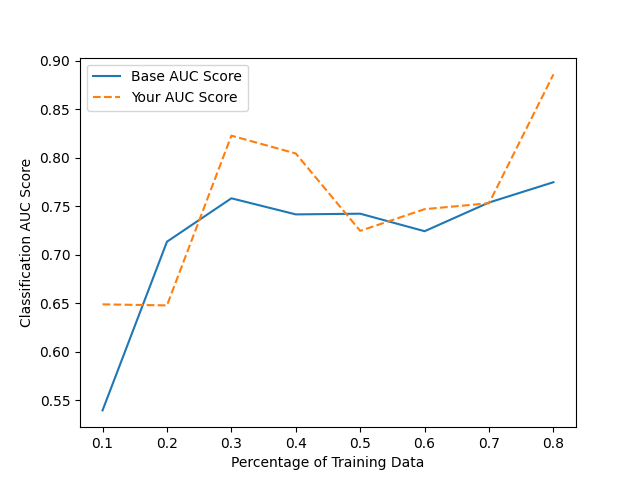 Base AUC Score
Your AUC Score
Classification AUC Score
0.90
0.85
0.80
0.75
0.70
0.65
0.60
0.55
0.1 0.2 0.3 0.4 0.5 0.6 0.7 0.8
Percentage of Training Data